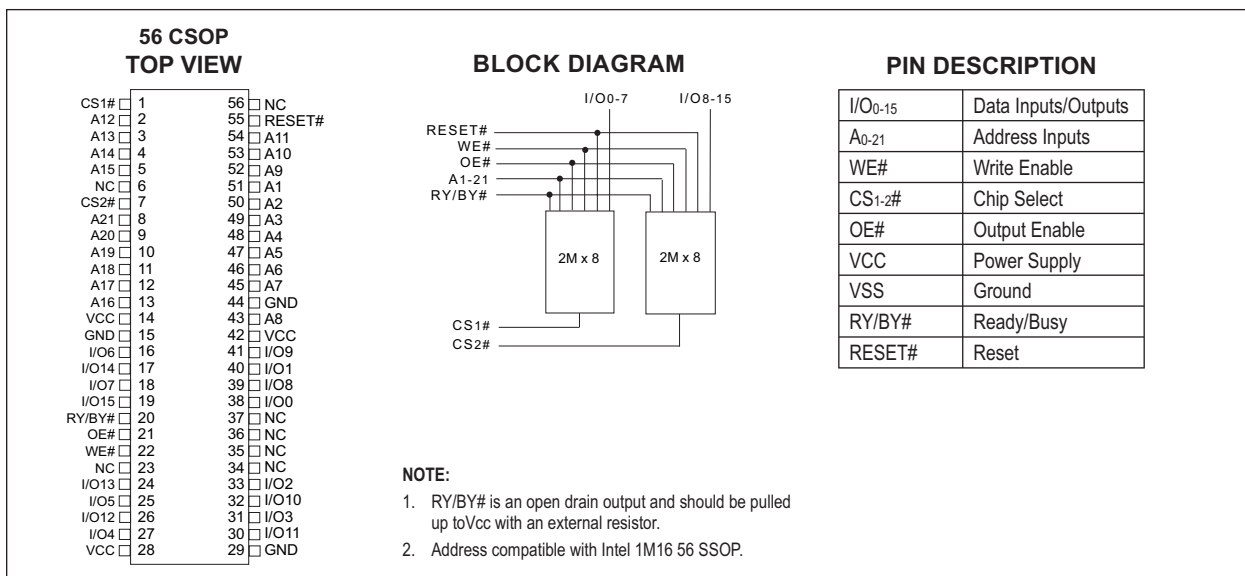 56 CSOP
TOP VIEW
CS1# 1 56 NC
A12 2 55 RESET#
A13 3 54 A11
A14 4 53 A10
A15 5 52 A9
NC 6 51 A1
CS2# 7 50 A2
A21 8 49 A3
A20 9 48 A4
A19 10 47 A5
A18 11 46 A6
A17 12 45 A7
A16 13 44 GND
VCC 14 43 A8
GND 15 42 VCC
I/O6 16 41 I/O9
I/O14 17 40 I/O1
I/O7 18 39 I/O8
I/O15 19 38 I/O0
RY/BY# 20 37 NC
OE# 21 36 NC
WE# 22 35 NC
NC 23 34 NC
I/O13 24 33 I/O2
I/O5 25 32 I/O10
I/O12 26 31 I/O3
I/O4 27 30 I/O11
VCC 28 29 GND
BLOCK DIAGRAM
I/O0-7 I/O8-15
RESET#
WE#
OE#
A1-21
RY/BY#
2M x 8 2M x 8
CS1#
CS2#
NOTE:
1. RY/BY# is an open drain output and should be pulled
up toVcc with an external resistor.
2. Address compatible with Intel 1M16 56 SSOP.
PIN DESCRIPTION
I/O0-15 Data Inputs/Outputs
A0-21 Address Inputs
WE# Write Enable
CS1-2# Chip Select
OE# Output Enable
VCC Power Supply
VSS Ground
RY/BY# Ready/Busy
RESET# Reset